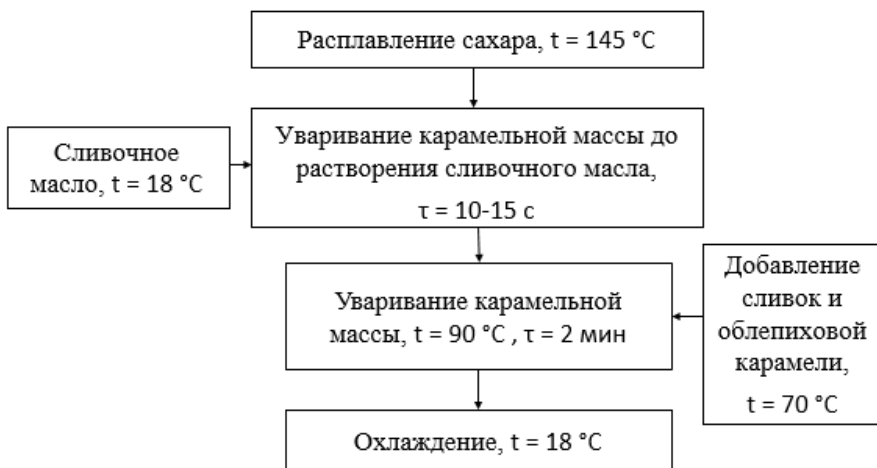 Расплавление сахара, t = 145 °C
Сливочное
масло, t = 18 °C
Уваривание карамельной массы до
растворения сливочного масла,
τ = 10-15 с
Уваривание карамельной
массы, t = 90 °C , τ = 2 мин
Добавление
сливок и
облепиховой
карамели,
t = 70 °C
Охлаждение, t = 18 °C